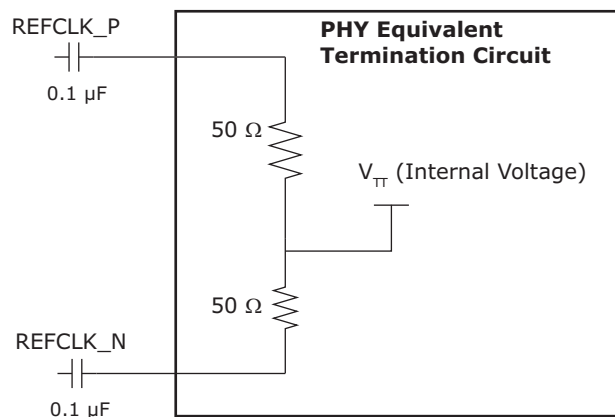 REFCLK_P
0.1 µF
PHY Equivalent
Termination Circuit
50 Ω
V_TT (Internal Voltage)
50 Ω
REFCLK_N
0.1 µF